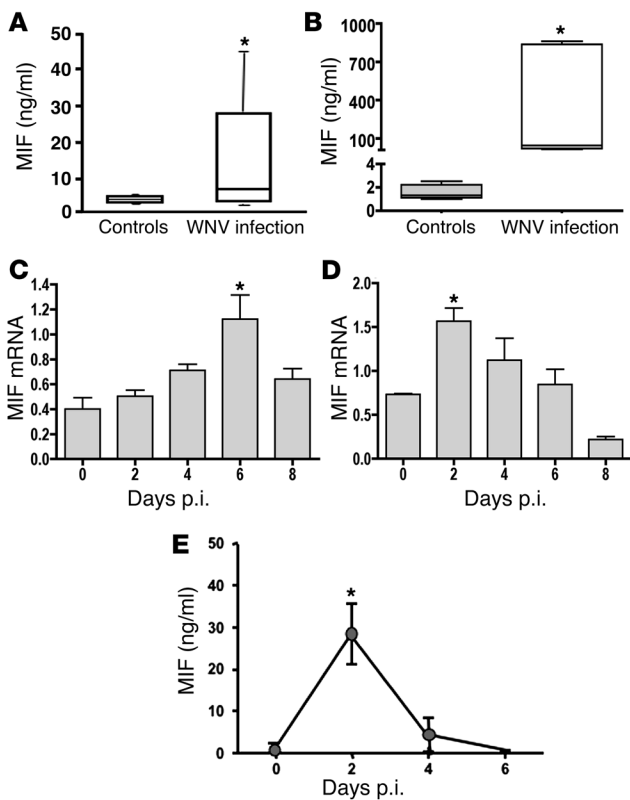 A
MIF (ng/ml)
50
40
30
20
10
0
*
Controls
WNV infection
B
MIF (ng/ml)
1000
700
400
100
4
2
0
*
Controls
WNV infection
C
MIF mRNA
1.4
1.2
1.0
0.8
0.6
0.4
0.2
0.0
*
0 2 4 6 8
Days p.i.
D
MIF mRNA
2.0
1.5
1.0
0.5
0.0
*
0 2 4 6 8
Days p.i.
E
MIF (ng/ml)
50
40
30
20
10
0
*
0 2 4 6
Days p.i.